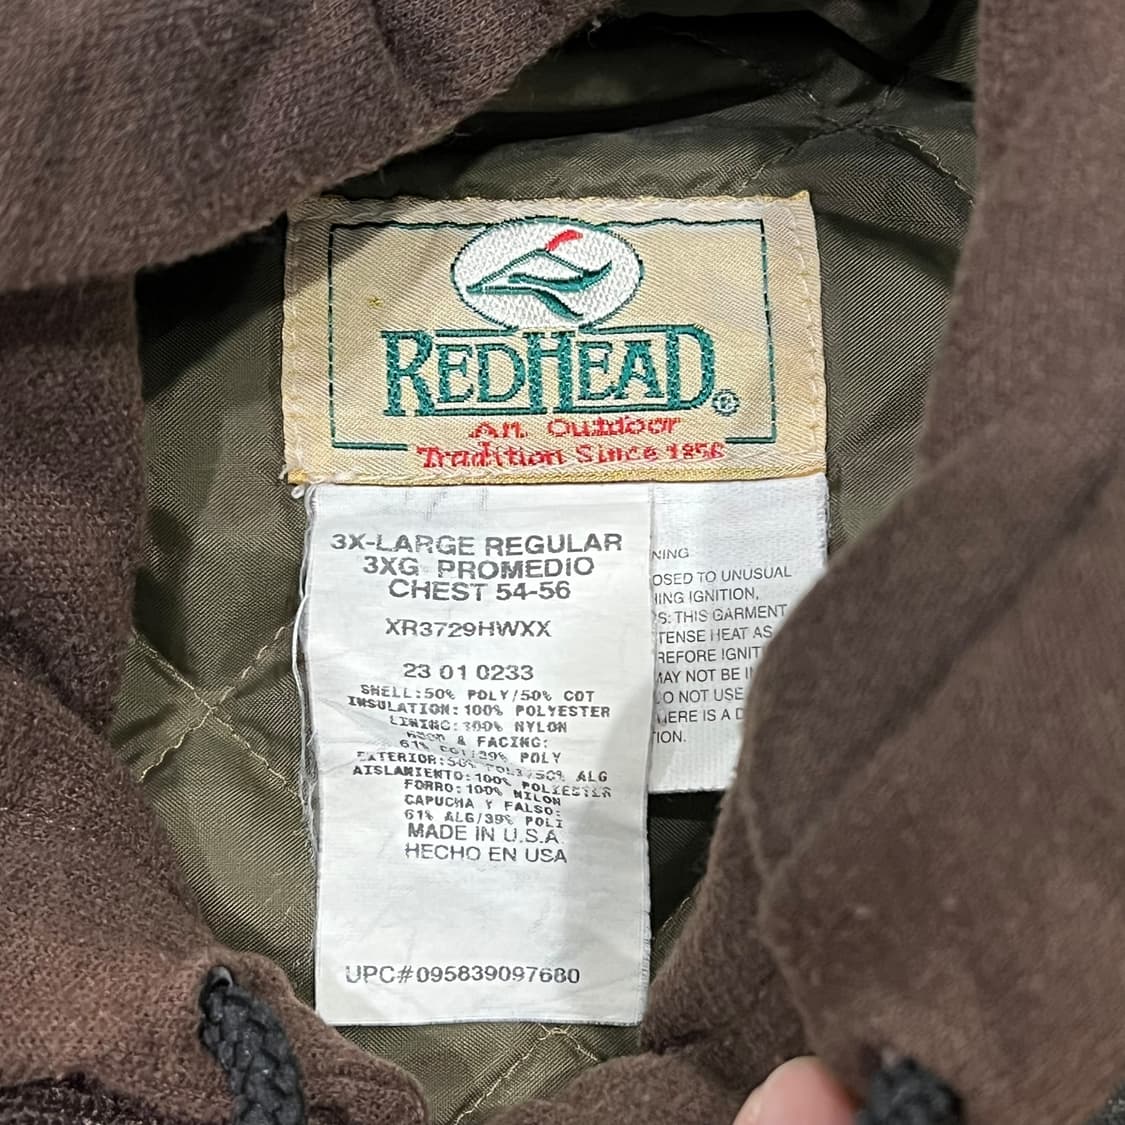 REDHEAD®
An Outdoor
Tradition Since 1856
3X-LARGE REGULAR
3XG PROMEDIO
CHEST 54-56
XR3729HWXX
23 01 0233
SHELL:50% POLY/50% COT
INSULATION:100% POLYESTER
LINING:100% NYLON
HOOD & FACING:
61% COT/39% POLY
EXTERIOR:50% POLI/50% ALG
AISLAMIENTO:100% POLIESTER
FORRO:100% NILON
CAPUCHA Y FALSO:
61% ALG/39% POLI
MADE IN U.S.A.
HECHO EN USA
UPC#095839097680
NING
OSED TO UNUSUAL
ING IGNITION,
S: THIS GARMENT
TENSE HEAT AS
REFORE IGNIT
MAY NOT BE IN
O NOT USE
HERE IS A D
ION.